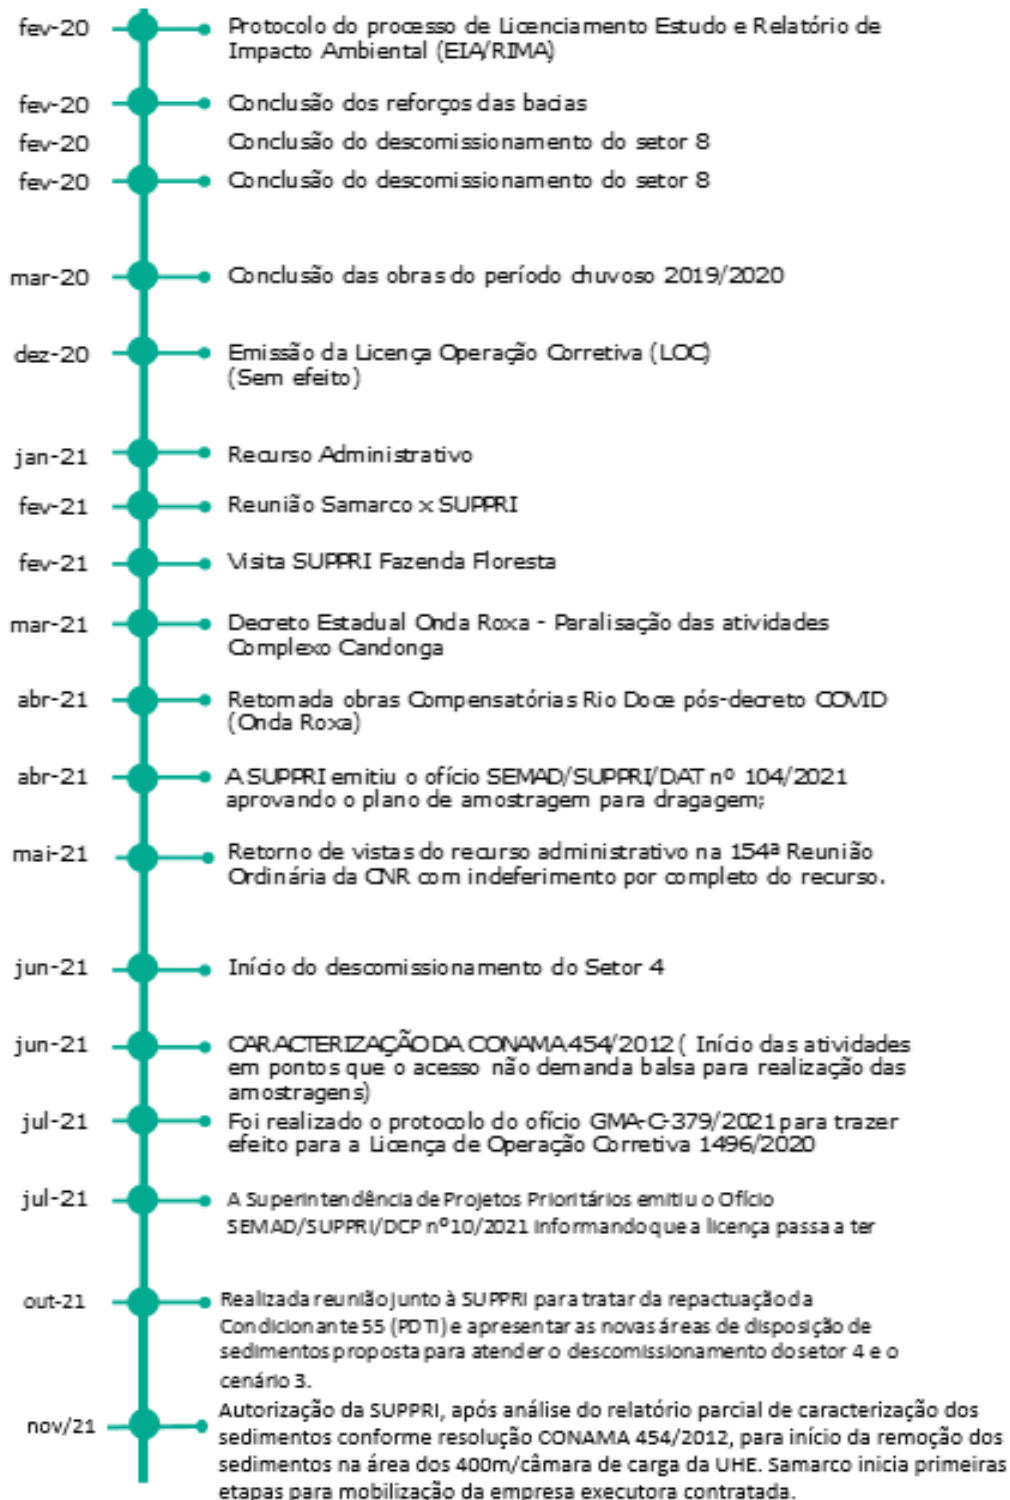 fev-20 Protocolo do processo de Licenciamento Estudo e Relatório de
Impacto Ambiental (EIA/RIMA)
fev-20 Conclusão dos reforços das bacias
fev-20 Conclusão do descomissionamento do setor 8
fev-20 Conclusão do descomissionamento do setor 8
mar-20 Conclusão das obras do período chuvoso 2019/2020
dez-20 Emissão da Licença Operação Corretiva (LOC)
(Sem efeito)
jan-21 Recurso Administrativo
fev-21 Reunião Samarco x SUPPRI
fev-21 Visita SUPPRI Fazenda Floresta
mar-21 Decreto Estadual Onda Roxa - Paralisação das atividades
Complexo Candonga
abr-21 Retomada obras Compensatórias Rio Doce pós-decreto COVID
(Onda Roxa)
abr-21 A SUPPRI emitiu o ofício SEMAD/SUPPRI/DAT nº 104/2021
aprovando o plano de amostragem para dragagem;
mai-21 Retorno de vistas do recurso administrativo na 154ª Reunião
Ordinária da CNR com indeferimento por completo do recurso.
jun-21 Início do descomissionamento do Setor 4
jun-21 CARACTERIZAÇÃO DA CONAMA 454/2012 ( Início das atividades
em pontos que o acesso não demanda balsa para realização das
amostragens)
jul-21 Foi realizado o protocolo do ofício GMA-C-379/2021 para trazer
efeito para a Licença de Operação Corretiva 1496/2020
jul-21 A Superintendência de Projetos Prioritários emitiu o Ofício
SEMAD/SUPPRI/DCP nº10/2021 informando que a licença passa a ter
out-21 Realizada reunião junto à SUPPRI para tratar da repactuação da
Condicionante 55 (PDTI) e apresentar as novas áreas de disposição de
sedimentos proposta para atender o descomissionamento do setor 4 e o
cenário 3.
nov/21 Autorização da SUPPRI, após análise do relatório parcial de caracterização dos
sedimentos conforme resolução CONAMA 454/2012, para início da remoção dos
sedimentos na área dos 400m/câmara de carga da UHE. Samarco inicia primeiras
etapas para mobilização da empresa executora contratada.